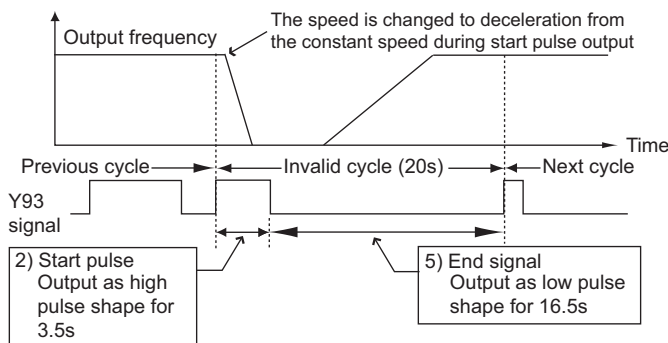 Output frequency
The speed is changed to deceleration from
the constant speed during start pulse output
Time
Previous cycle
Invalid cycle (20s)
Next cycle
Y93
signal
2) Start pulse
Output as high
pulse shape for
3.5s
5) End signal
Output as low pulse
shape for 16.5s